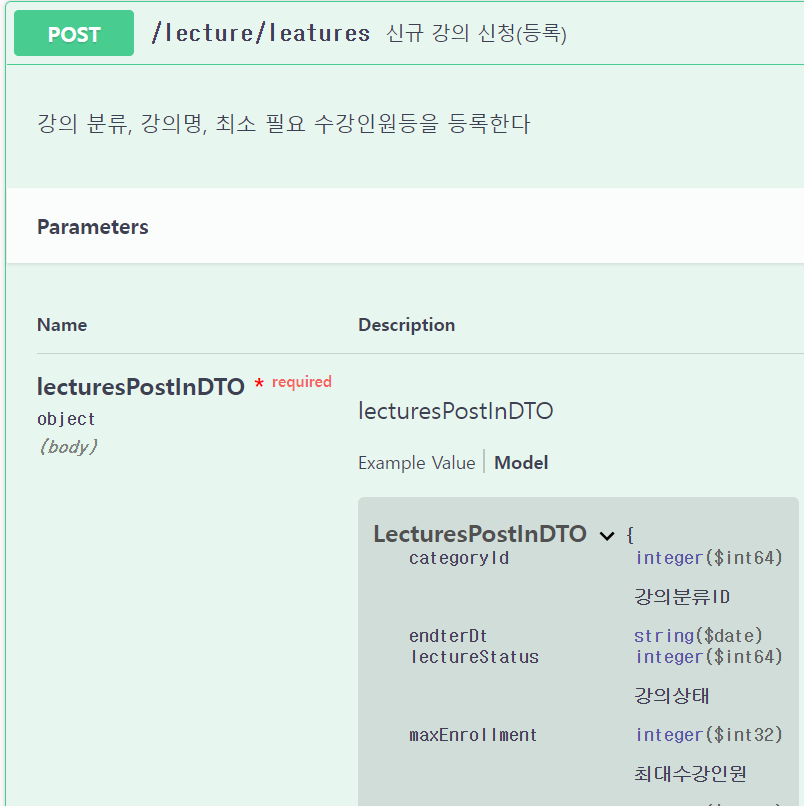 POST /lecture/leatures 신규 강의 신청(등록)
강의 분류, 강의명, 최소 필요 수강인원등을 등록한다
Parameters
Name Description
lecturesPostInDTO * required
object
(body)
lecturesPostInDTO
Example Value | Model
LecturesPostInDTO {
categoryId integer($int64)
강의분류ID
endterDt string($date)
lectureStatus integer($int64)
강의상태
maxEnrollment integer($int32)
최대수강인원